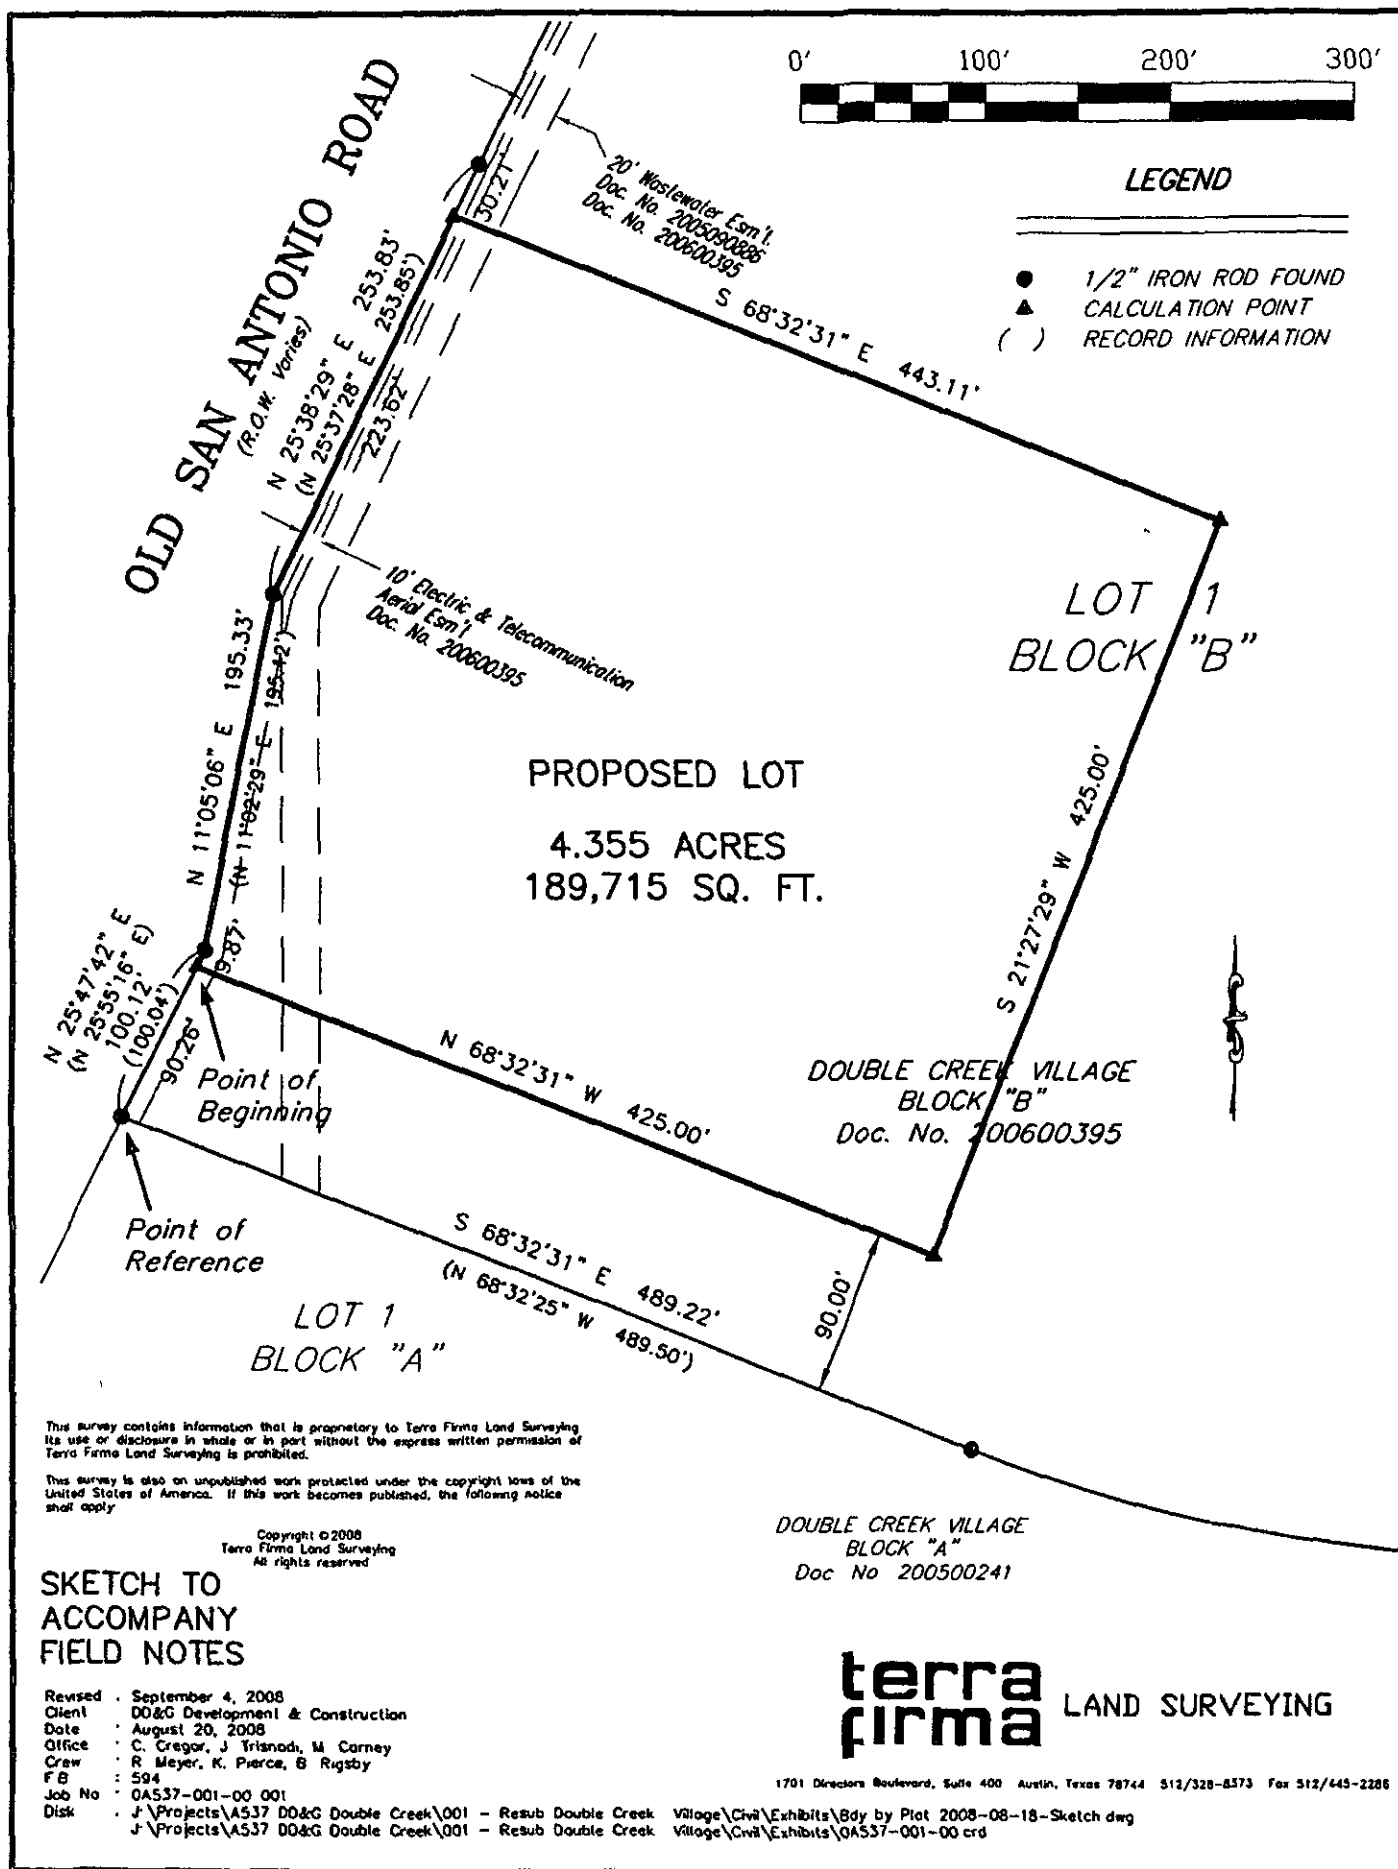 0'
100'
200'
300'
LEGEND
1/2" IRON ROD FOUND
CALCULATION POINT
( ) RECORD INFORMATION
OLD SAN ANTONIO ROAD
(R.O.W. Varies)
20' Wastewater Esm't.
Doc. No. 2005090886
Doc. No. 200600395
30.21'
N 25°38'29" E 253.83'
(N 25°37'28" E 253.85')
223.62'
S 68°32'31" E 443.11'
10' Electric & Telecommunication
Aerial Esm't
Doc. No. 200600395
LOT 1
BLOCK "B"
N 11°05'06" E 195.33'
(N 11°02'29" E 195.12')
PROPOSED LOT
4.355 ACRES
189,715 SQ. FT.
S 21°27'29" W 425.00'
N 25°47'42" E
(N 25°55'16" E)
100.12'
(100.04')
9.87'
90.26'
Point of
Beginning
N 68°32'31" W 425.00'
DOUBLE CREEK VILLAGE
BLOCK "B"
Doc. No. 200600395
Point of
Reference
S 68°32'31" E 489.22'
(N 68°32'25" W 489.50')
90.00'
LOT 1
BLOCK "A"
This survey contains information that is proprietary to Terra Firma Land Surveying
Its use or disclosure in whole or in part without the express written permission of
Terra Firma Land Surveying is prohibited.
This survey is also an unpublished work protected under the copyright laws of the
United States of America. If this work becomes published, the following notice
shall apply
Copyright © 2008
Terra Firma Land Surveying
All rights reserved
DOUBLE CREEK VILLAGE
BLOCK "A"
Doc No 200500241
SKETCH TO
ACCOMPANY
FIELD NOTES
Revised : September 4, 2008
Client DD&G Development & Construction
Date : August 20, 2008
Office : C. Cregor, J Trisnadi, M Carney
Crew : R Meyer, K. Pierce, B Rigsby
F B : 594
Job No : 0A537-001-00 001
Disk : J:\Projects\A537 DD&G Double Creek\001 - Resub Double Creek Village\Civil\Exhibits\Bdy by Plat 2008-08-18-Sketch dwg
J:\Projects\A537 DD&G Double Creek\001 - Resub Double Creek Village\Civil\Exhibits\0A537-001-00 crd
terra
firma
LAND SURVEYING
1701 Directors Boulevard, Suite 400 Austin, Texas 78744 512/328-8373 Fax 512/445-2286